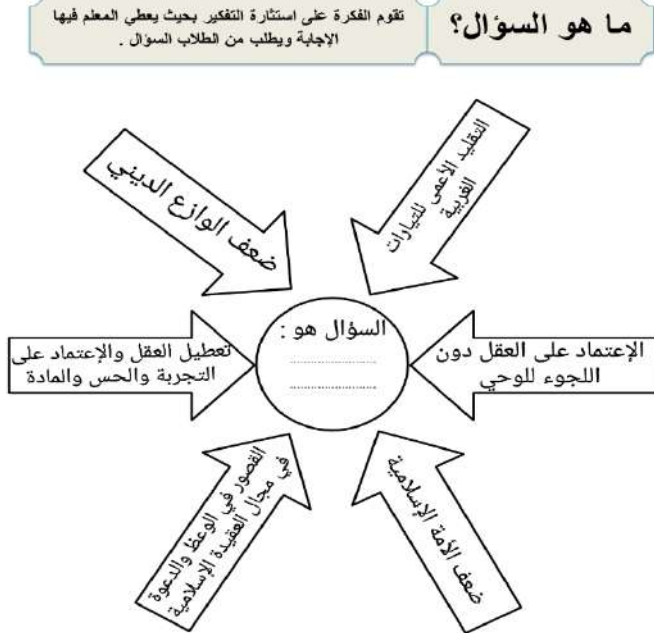 ما هو السؤال؟
تقوم الفكرة على استثارة التفكير بحيث يعطي المعلم فيها
الإجابة ويطلب من الطلاب السؤال .
التقليد الأعمى للتيارات
الغربية
ضعف الوازع الديني
السؤال هو :
الإعتماد على العقل دون
اللجوء للوحي
تعطيل العقل والإعتماد على
التجربة والحس والمادة
ضعف الأمة الإسلامية
القصور في الوعظ والدعوة
في مجال العقيدة الإسلامية